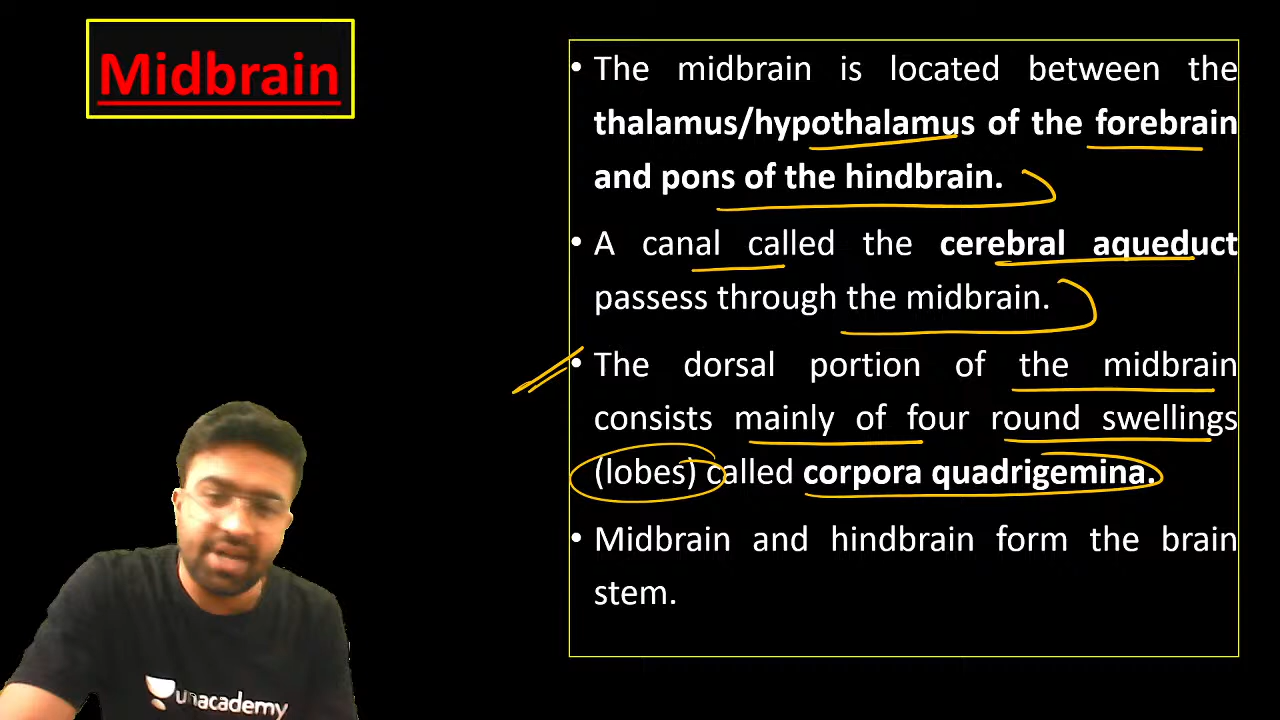 Midbrain
• The midbrain is located between the
thalamus/hypothalamus of the forebrain
and pons of the hindbrain.
• A canal called the cerebral aqueduct
passess through the midbrain.
• The dorsal portion of the midbrain
consists mainly of four round swellings
(lobes) called corpora quadrigemina.
• Midbrain and hindbrain form the brain
stem.
unacademy